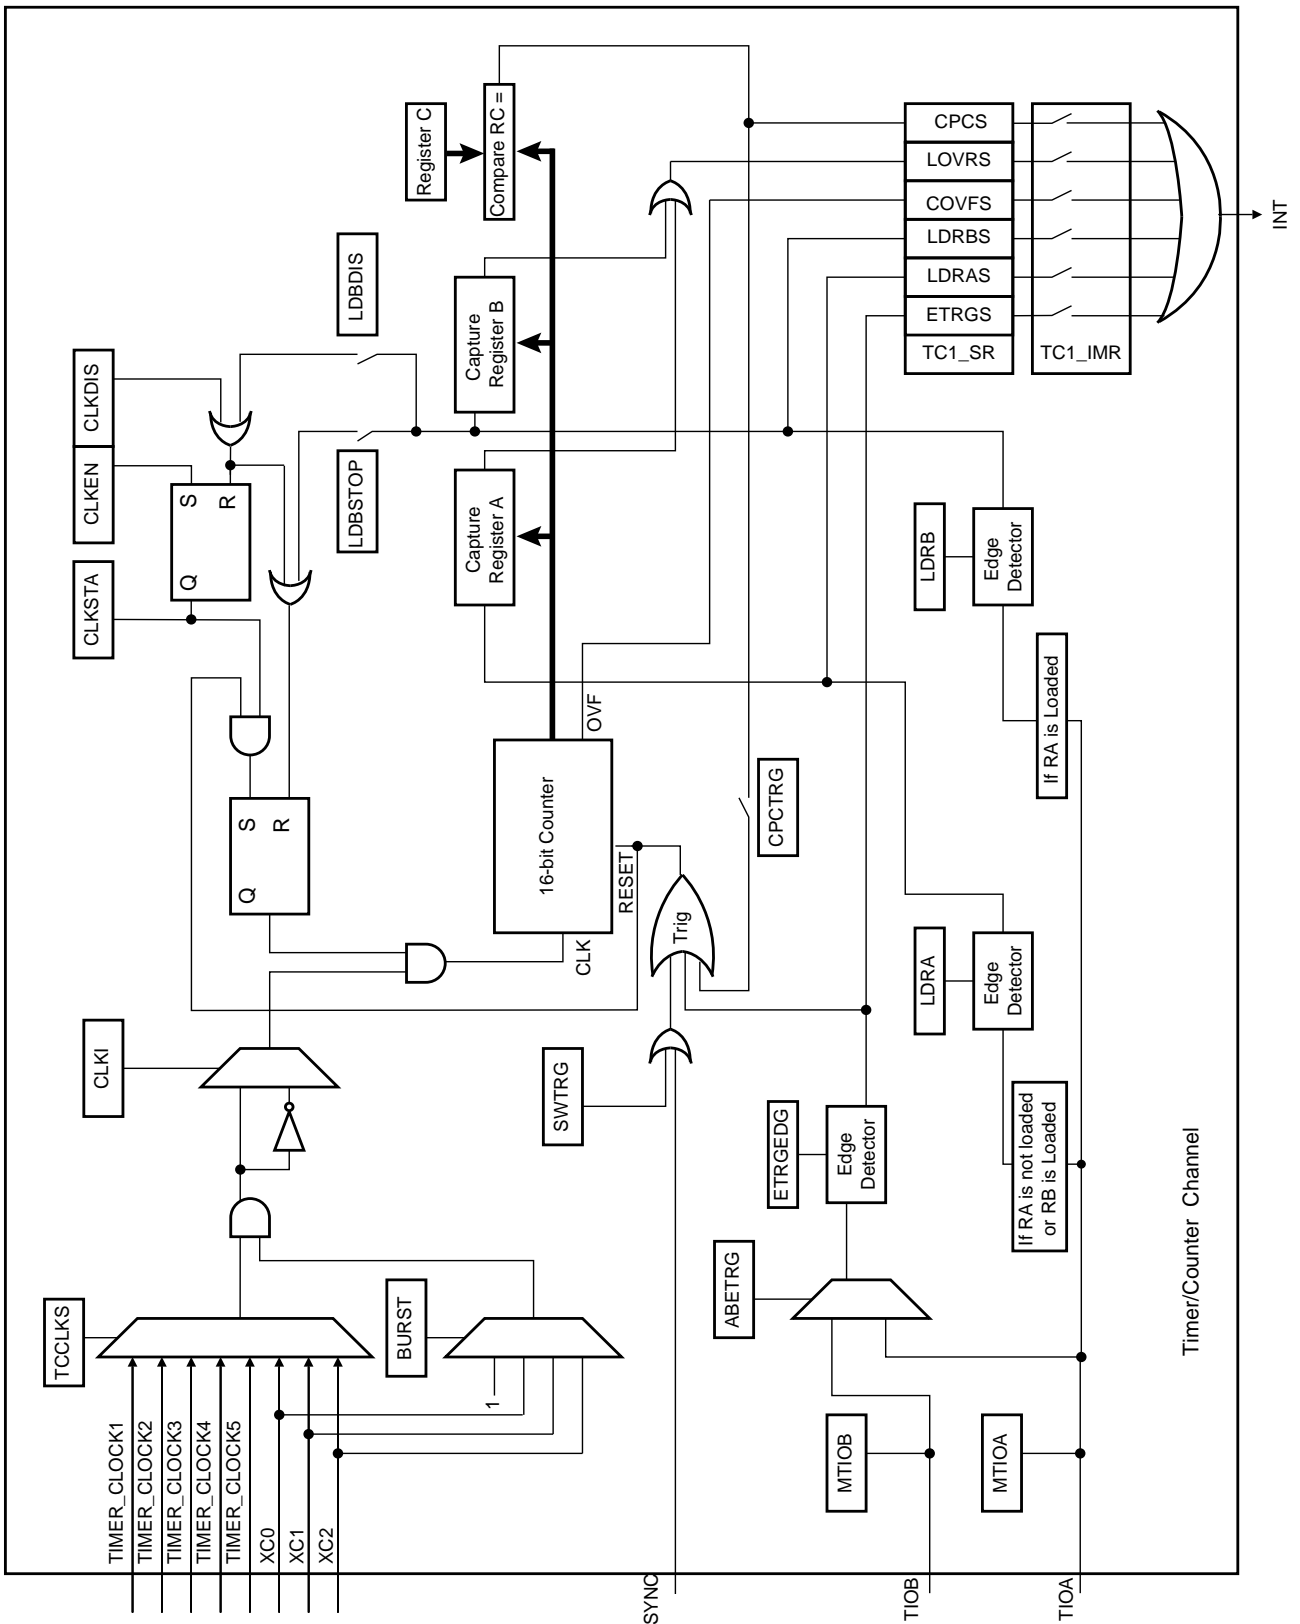 TCCLKS
TIMER_CLOCK1
TIMER_CLOCK2
TIMER_CLOCK3
TIMER_CLOCK4
TIMER_CLOCK5
XC0
XC1
XC2
BURST
1
CLKI
CLKSTA
CLKEN
CLKDIS
Q
S
R
Q
S
R
LDBSTOP
LDBDIS
SYNC
SWTRG
Trig
CLK
RESET
OVF
16-bit Counter
Capture
Register A
Capture
Register B
Register C
Compare RC =
CPCTRG
TIOB
MTIOB
TIOA
MTIOA
ABETRG
ETRGEDG
Edge
Detector
If RA is not loaded
or RB is Loaded
LDRA
Edge
Detector
If RA is Loaded
LDRB
Edge
Detector
CPCS
LOVRS
COVFS
LDRBS
LDRAS
ETRGS
TC1_SR
TC1_IMR
INT
Timer/Counter Channel